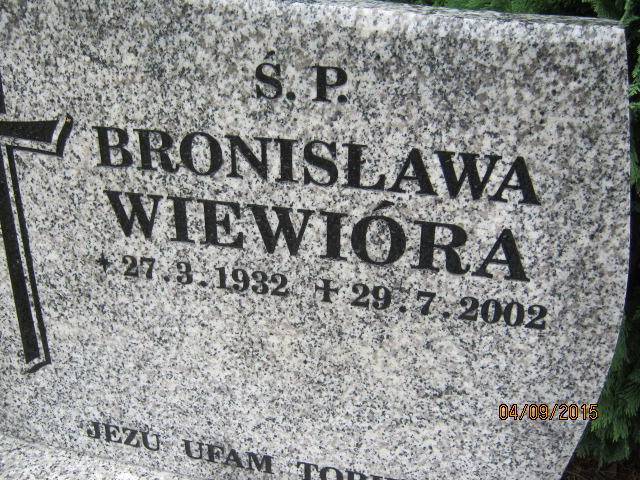 Ś. P.
BRONISŁAWA
WIEWIÓRA
27.3.1932 ✝ 29.7.2002
JEZU UFAM
04/09/2015